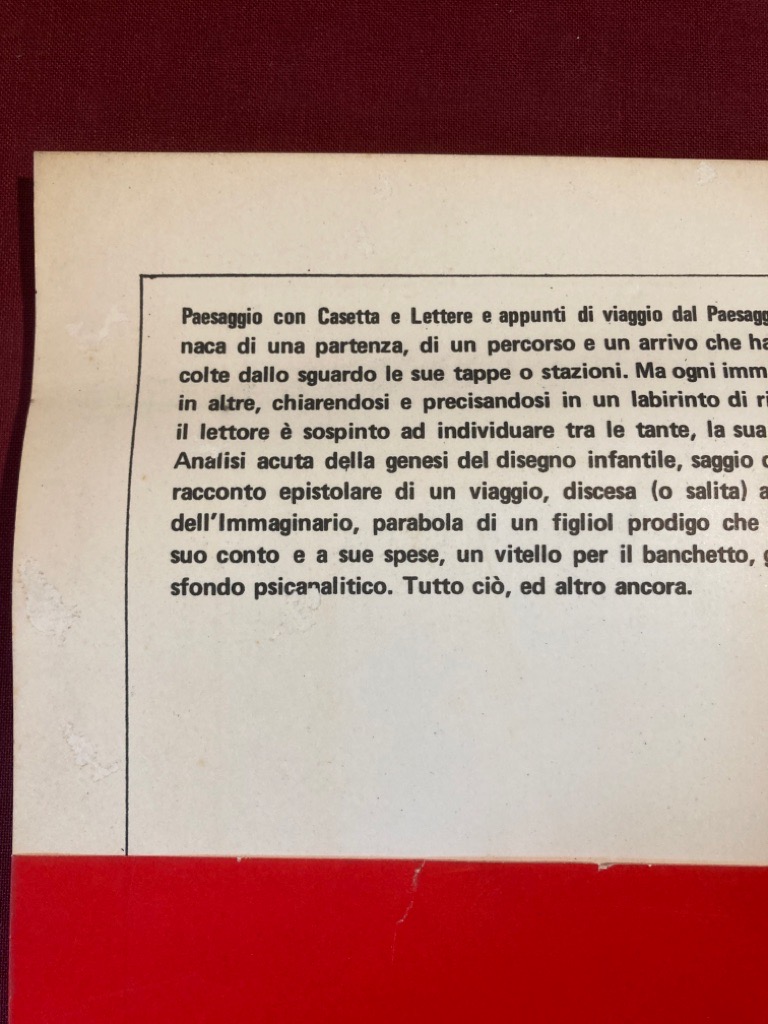 Paesaggio con Casetta e Lettere e appunti di viaggio dal
naca di una partenza, di un percorso e un arrivo che
colte dallo sguardo le sue tappe o stazioni. Ma ogni
in altre, chiarendosi e precisandosi in un labirinto di
il lettore è sospinto ad individuare tra le tante, la sua
Analisi acuta della genesi del disegno infantile, saggio
racconto epistolare di un viaggio, discesa (o salita)
dell'Immaginario, parabola di un figliol prodigo che
suo conto e a sue spese, un vitello per il banchetto,
sfondo psicanalitico. Tutto ciò, ed altro ancora.